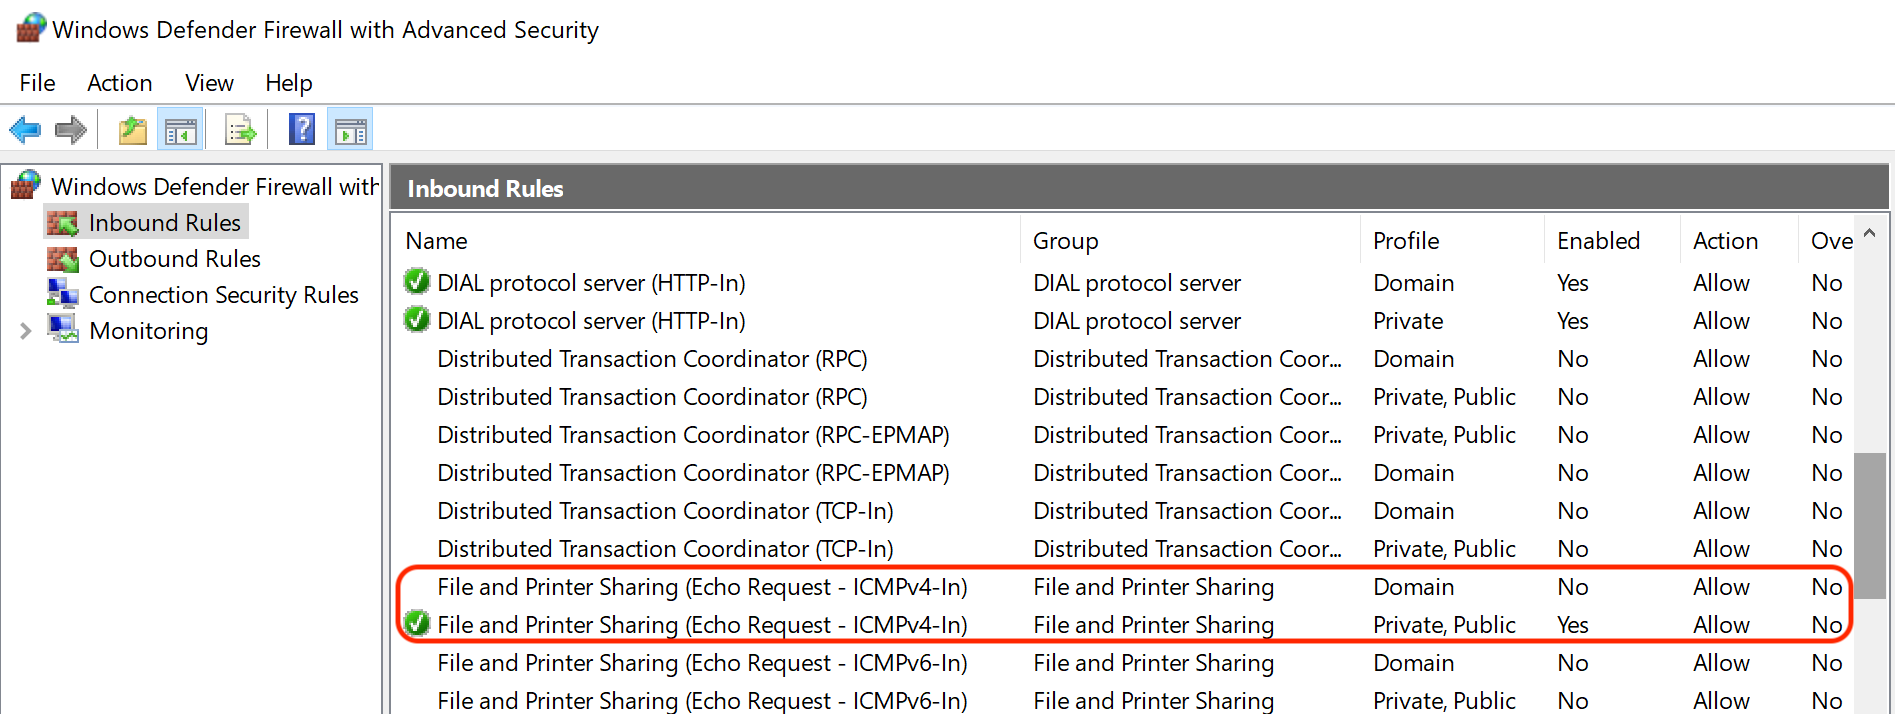 Windows Defender Firewall with Advanced Security
File Action View Help
Windows Defender Firewall with
Inbound Rules
Outbound Rules
Connection Security Rules
Monitoring
Inbound Rules
Name Group Profile Enabled Action Ove
DIAL protocol server (HTTP-In) DIAL protocol server Domain Yes Allow No
DIAL protocol server (HTTP-In) DIAL protocol server Private Yes Allow No
Distributed Transaction Coordinator (RPC) Distributed Transaction Coor... Domain No Allow No
Distributed Transaction Coordinator (RPC) Distributed Transaction Coor... Private, Public No Allow No
Distributed Transaction Coordinator (RPC-EPMAP) Distributed Transaction Coor... Private, Public No Allow No
Distributed Transaction Coordinator (RPC-EPMAP) Distributed Transaction Coor... Domain No Allow No
Distributed Transaction Coordinator (TCP-In) Distributed Transaction Coor... Domain No Allow No
Distributed Transaction Coordinator (TCP-In) Distributed Transaction Coor... Private, Public No Allow No
File and Printer Sharing (Echo Request - ICMPv4-In) File and Printer Sharing Domain No Allow No
File and Printer Sharing (Echo Request - ICMPv4-In) File and Printer Sharing Private, Public Yes Allow No
File and Printer Sharing (Echo Request - ICMPv6-In) File and Printer Sharing Domain No Allow No
File and Printer Sharing (Echo Request - ICMPv6-In) File and Printer Sharing Private, Public No Allow No